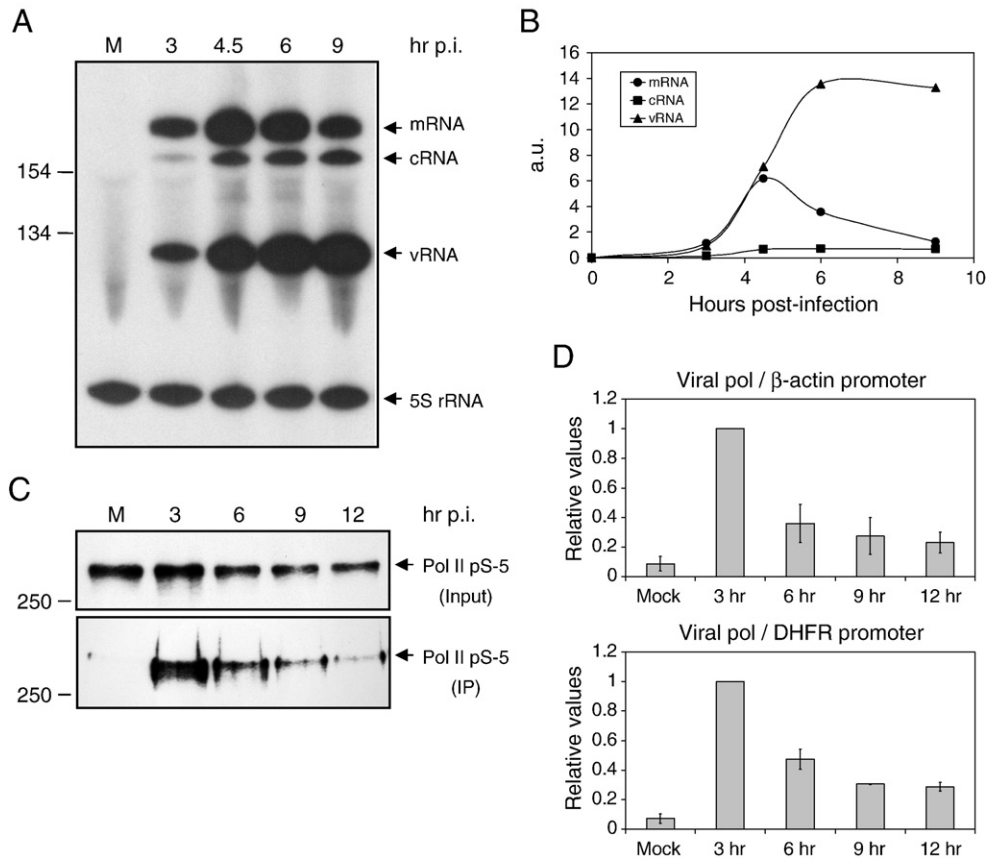 A
M 3 4.5 6 9 hr p.i.
mRNA
cRNA
154
134
vRNA
5S rRNA
B
16
14
12
10
8
6
4
2
0
a.u.
mRNA
cRNA
vRNA
0 2 4 6 8 10
Hours post-infection
C
M 3 6 9 12 hr p.i.
Pol II pS-5
(Input)
250
Pol II pS-5
(IP)
250
D
Viral pol / β-actin promoter
1.2
1
0.8
0.6
0.4
0.2
0
Relative values
Mock 3 hr 6 hr 9 hr 12 hr
Viral pol / DHFR promoter
1.2
1
0.8
0.6
0.4
0.2
0
Relative values
Mock 3 hr 6 hr 9 hr 12 hr